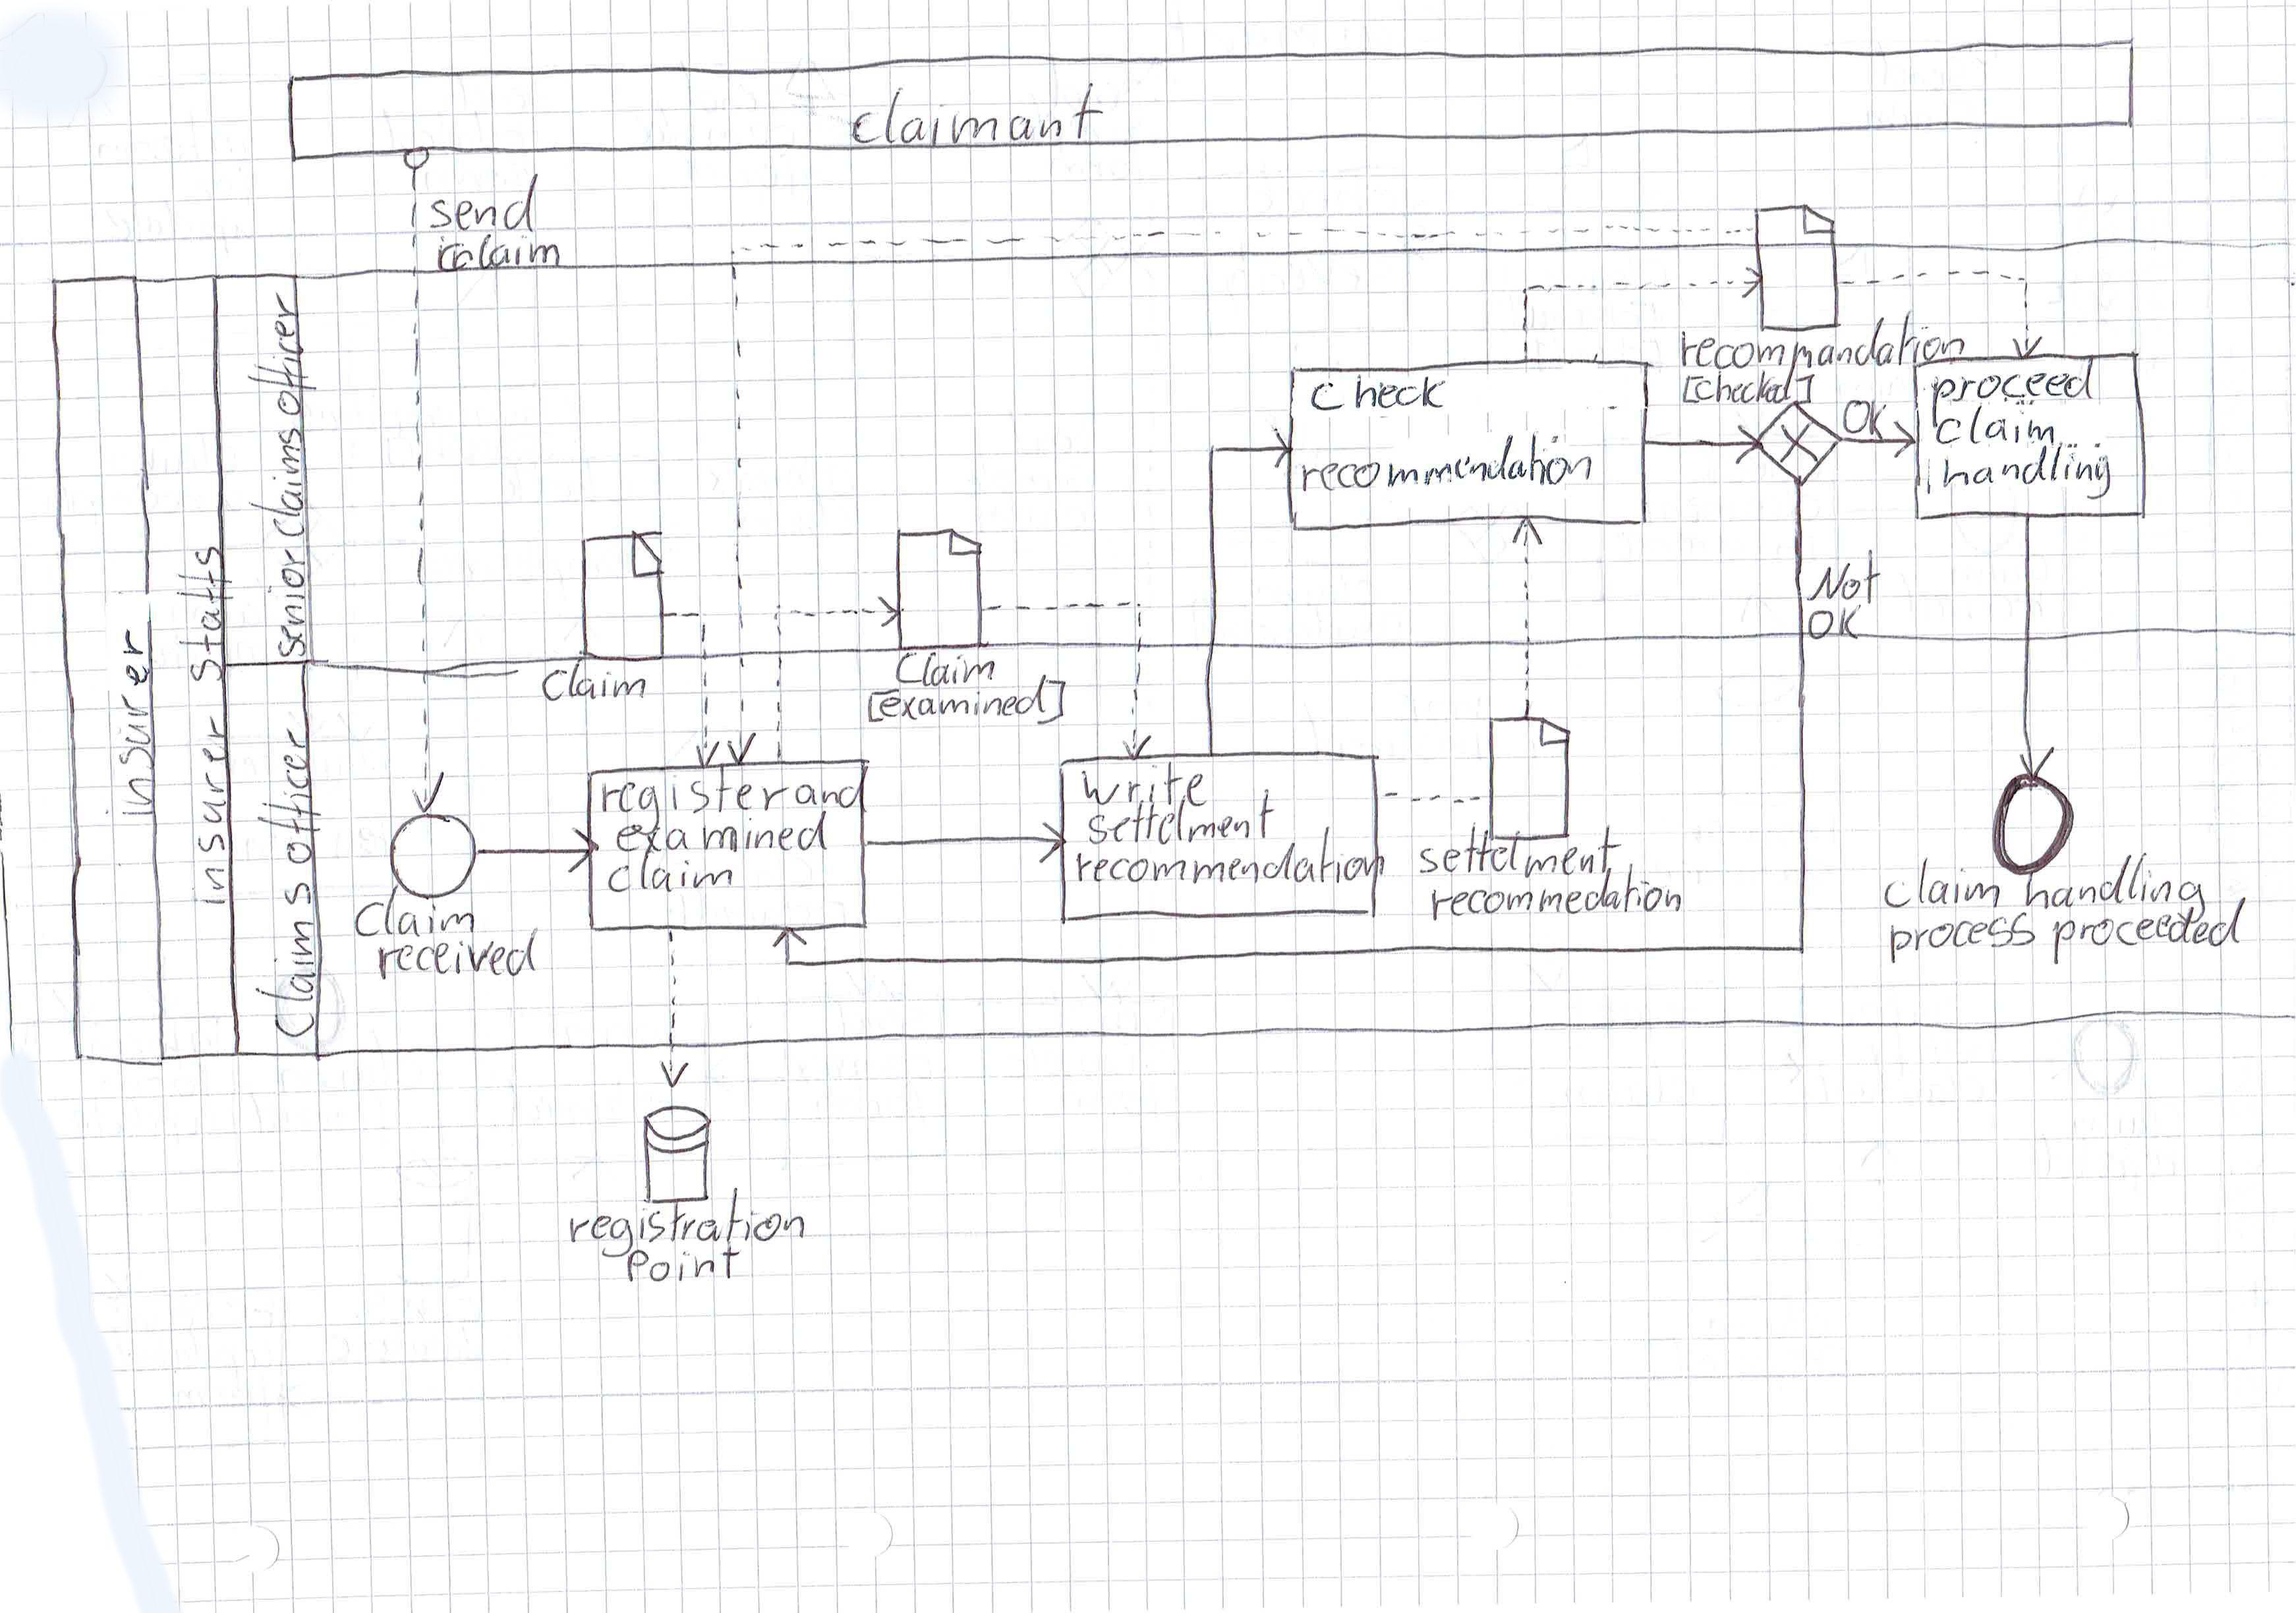 claimant
send
claim
insurer
insurer staffs
senior claims officer
Claims officer
recommandation
[checked]
check
recommendation
OK
proceed
claim
handling
Not
OK
Claim
Claim
[examined]
register and
examined
claim
write
settelment
recommendation
settelment
recommedation
Claim
received
claim handling
process proceeded
registration
Point